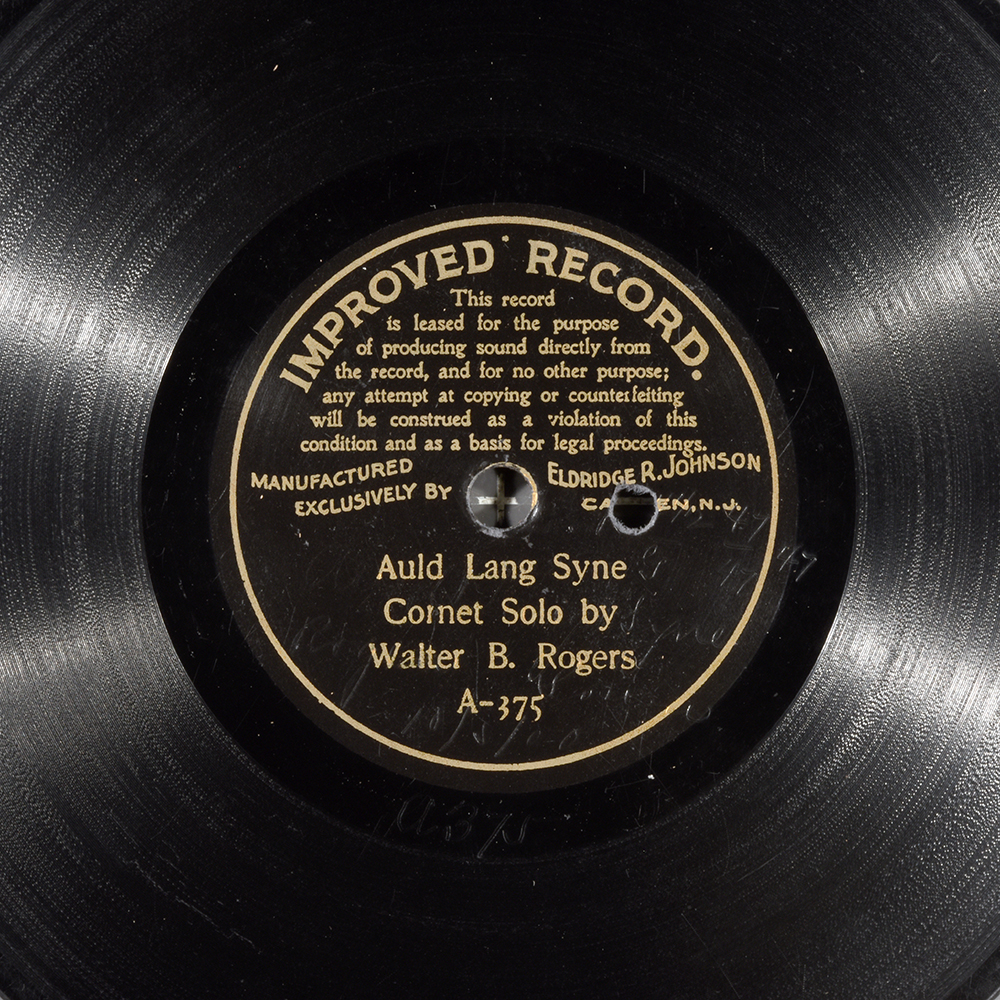 IMPROVED RECORD.
This record
is leased for the purpose
of producing sound directly from
the record, and for no other purpose;
any attempt at copying or counterfeiting
will be construed as a violation of this
condition and as a basis for legal proceedings.
MANUFACTURED
EXCLUSIVELY BY
ELDRIDGE R. JOHNSON
N.J.
Auld Lang Syne
Cornet Solo by
Walter B. Rogers
A-375
A375